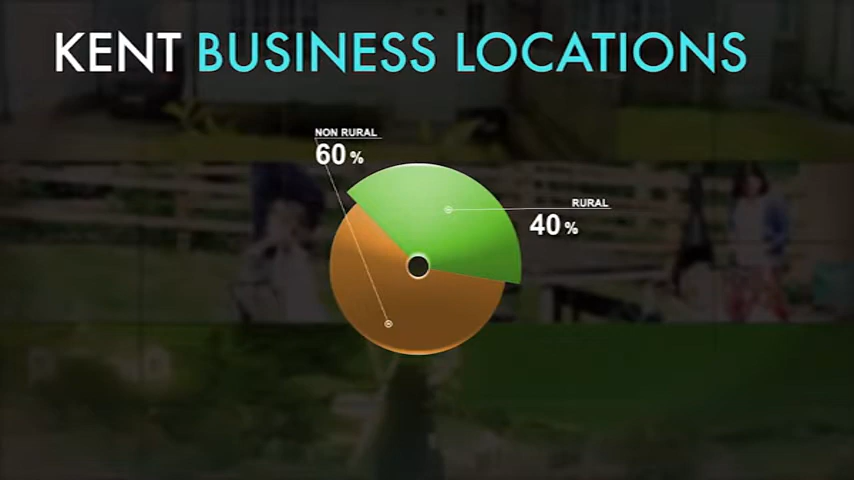 KENT BUSINESS LOCATIONS
NON RURAL
60 %
RURAL
40 %